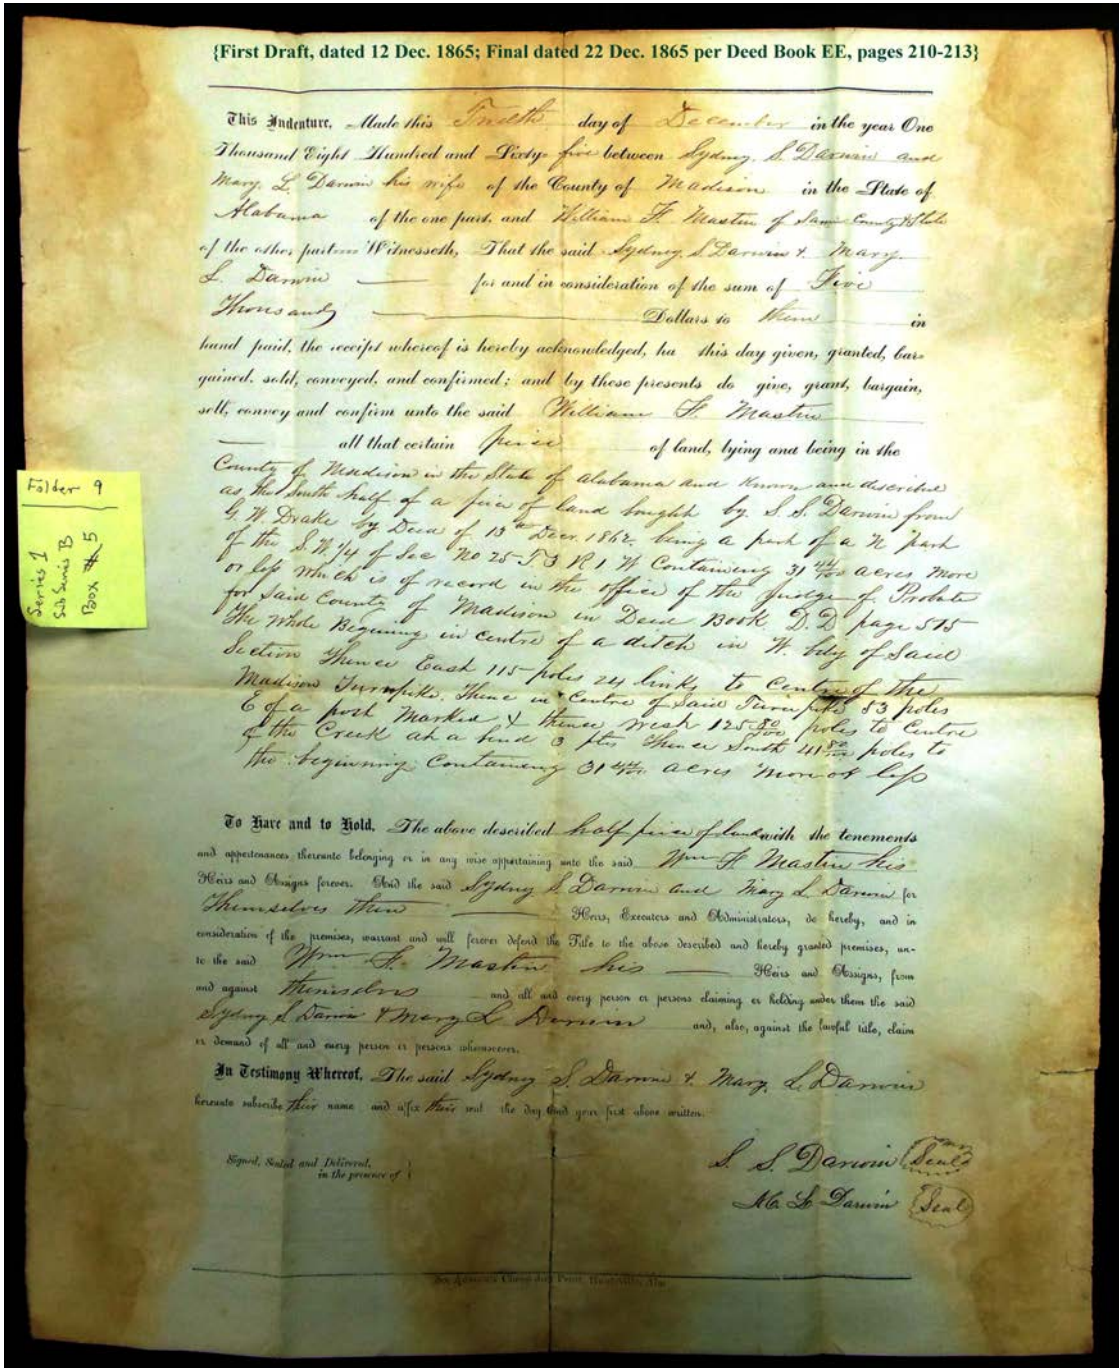 {First Draft, dated 12 Dec. 1865; Final dated 22 Dec. 1865 per Deed Book EE, pages 210-213}
This Indenture, Made this Twelth day of December in the year One
Thousand Eight Hundred and Sixty-five between Sydney. S. Darwin and
Mary. L. Darwin his wife of the County of Madison in the State of
Alabama of the one part, and William F. Mastin of Same County & State
of the other part Witnesseth, That the said Sydney. S. Darwin & Mary.
L. Darwin for and in consideration of the sum of Five
Thousand Dollars to them in
hand paid, the receipt whereof is hereby acknowledged, ha this day given, granted, bar-
gained, sold, conveyed, and confirmed; and by these presents do give, grant, bargain,
sell, convey and confirm unto the said William F. Mastin
all that certain peice of land, lying and being in the
County of Madison in the State of Alabama and Known and described
as the South half of a peice of land bought by S. S. Darwin from
G. W. Drake by Deed of 13th Decr. 1862. being a part of a N part
of the S. W. 1/4 of Sec No 25-T 3 R 1 W Containing 31 44/100 acres More
or less which is of record in the office of the Judge of Probate
for Said County of Madison in Deed Book. D. D page 515
The Whole Begining in centre of a ditch in W. bdy of Said
Section Thence East 115 poles 24 links to Centre of the
Madison Turnpike. Thence in Centre of Said Turnpike 53 poles
E of a post Marked X thence West 125 80/100 poles to Centre
of the Creek at a bend 3 ptrs Thence South 41 80/100 poles to
the beginning Containing 31 44/100 acres More or less
To Have and to Hold, The above described half peice of land with the tenements
and appertenances thereunto belonging or in any wise appertaining unto the said Wm F Mastin his
Heirs and Assigns forever. And the said Sydney S Darwin and Mary L Darwin for
Themselves their Heirs, Executors and Administrators, do hereby, and in
consideration of the premises, warrant and will forever defend the Title to the above described and hereby granted premises, un-
to the said Wm F. Mastin his Heirs and Assigns, from
and against themselves and all and every person or persons claiming or holding under them the said
Sydney S Darwin & Mary L Darwin and, also, against the lawful title, claim
or demand of all and every person or persons whomsoever.
In Testimony Whereof, The said Sydney S. Darwin & Mary. L. Darwin
hereunto subscribe their name and affix their seal the day and year first above written.
Signed, Sealed and Delivered,
in the presence of
S. S. Darwin Seal
M. L. Darwin Seal
Folder 9
Series 1
Sub Series B
Box # 5